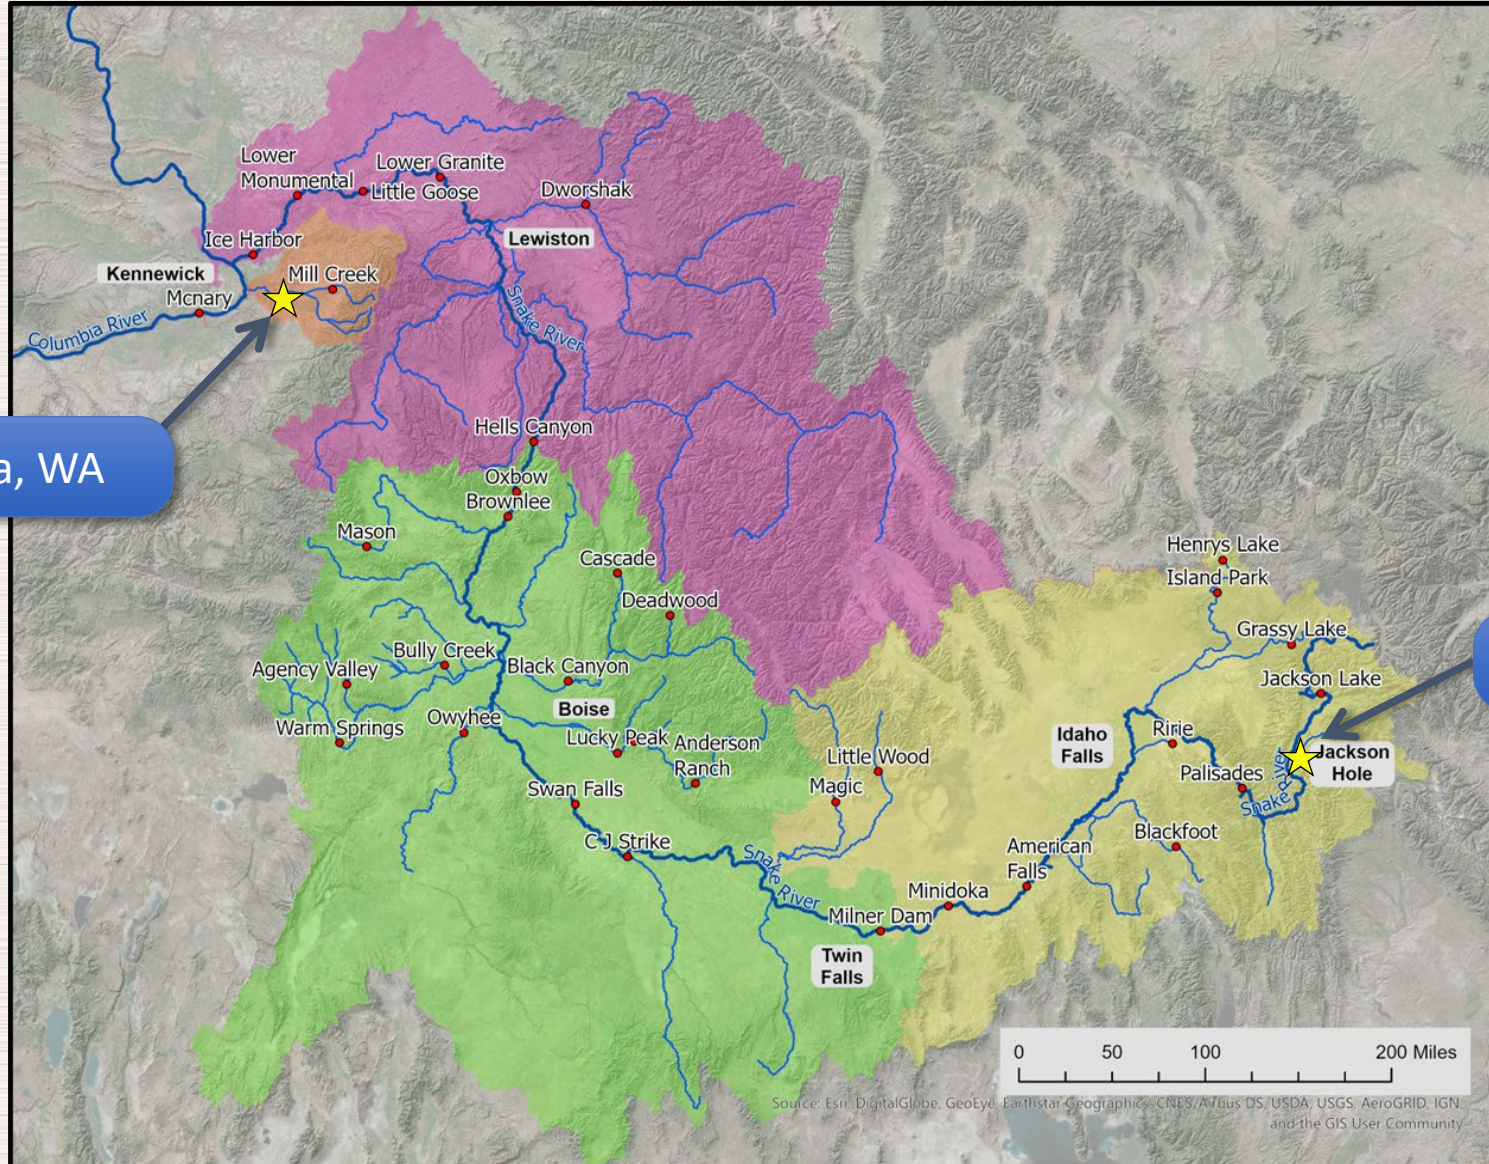 Lower
Monumental
Lower Granite
Little Goose
Dworshak
Lewiston
Ice Harbor
Kennewick
Mill Creek
Mcnary
Columbia River
Snake River
a, WA
Hells Canyon
Oxbow
Brownlee
Mason
Cascade
Deadwood
Henrys Lake
Island Park
Grassy Lake
Jackson Lake
Agency Valley
Bully Creek
Black Canyon
Boise
Warm Springs
Owyhee
Lucky Peak
Anderson
Ranch
Little Wood
Magic
Idaho
Falls
Ririe
Palisades
Jackson
Hole
Snake River
Swan Falls
C J Strike
Snake
River
Blackfoot
American
Falls
Minidoka
Milner Dam
Twin
Falls
0 50 100 200 Miles
Source: Esri, DigitalGlobe, GeoEye, Earthstar Geographics, CNES/Airbus DS, USDA, USGS, AeroGRID, IGN,
and the GIS User Community